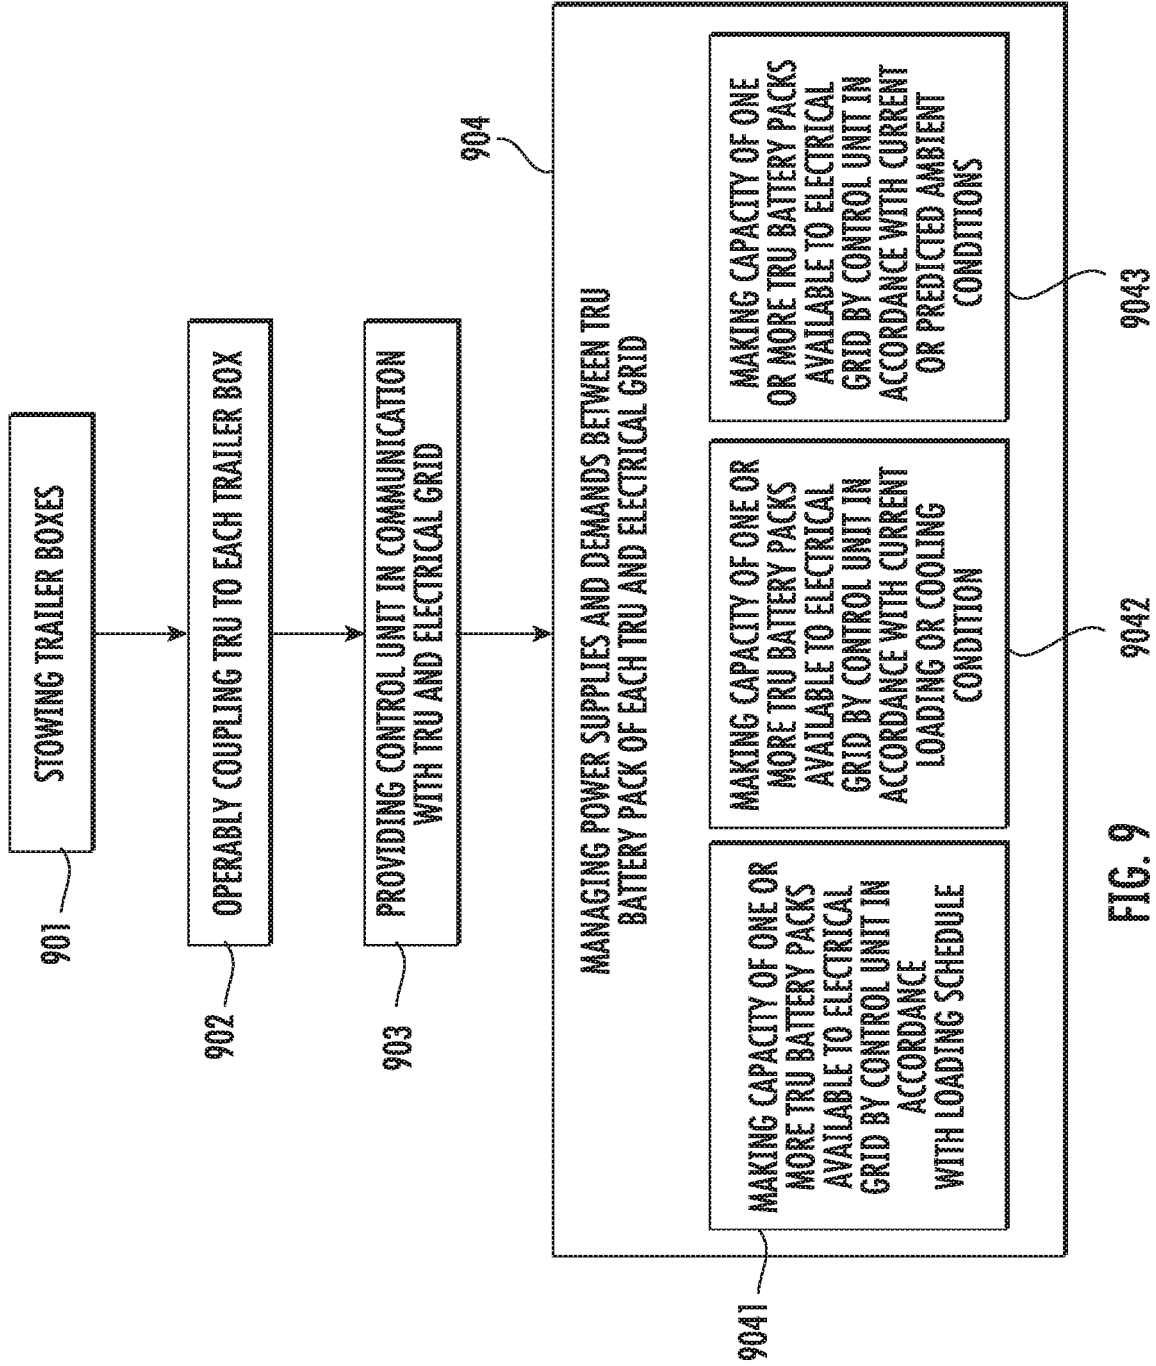 STOWING TRAILER BOXES
901
OPERABLY COUPLING TRU TO EACH TRAILER BOX
902
PROVIDING CONTROL UNIT IN COMMUNICATION
WITH TRU AND ELECTRICAL GRID
903
904
MANAGING POWER SUPPLIES AND DEMANDS BETWEEN TRU
BATTERY PACK OF EACH TRU AND ELECTRICAL GRID
MAKING CAPACITY OF ONE OR
MORE TRU BATTERY PACKS
AVAILABLE TO ELECTRICAL
GRID BY CONTROL UNIT IN
ACCORDANCE
WITH LOADING SCHEDULE
9041
MAKING CAPACITY OF ONE OR
MORE TRU BATTERY PACKS
AVAILABLE TO ELECTRICAL
GRID BY CONTROL UNIT IN
ACCORDANCE WITH CURRENT
LOADING OR COOLING
CONDITION
9042
MAKING CAPACITY OF ONE
OR MORE TRU BATTERY PACKS
AVAILABLE TO ELECTRICAL
GRID BY CONTROL UNIT IN
ACCORDANCE WITH CURRENT
OR PREDICTED AMBIENT
CONDITIONS
9043
FIG. 9